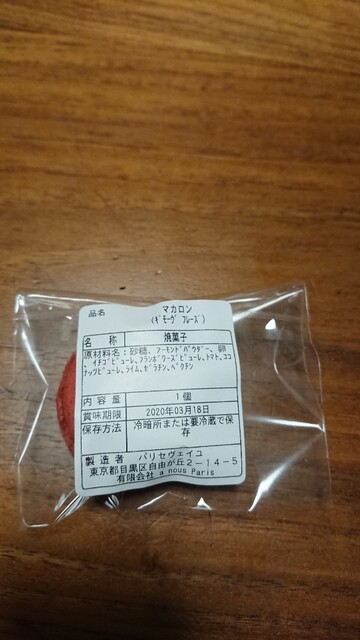 品名 マカロン
(ｷﾞﾓｰｳﾞ ﾌﾚｰｽﾞ)
名 称 焼菓子
原材料名：砂糖、ｱｰﾓﾝﾄﾞﾊﾟｳﾀﾞｰ、卵
ｲﾁｺﾞﾋﾟｭｰﾚ、ﾌﾗﾝﾎﾞﾜｰｽﾞﾋﾟｭｰﾚ、ﾄﾏﾄ、ｺｺ
ﾅｯﾂﾋﾟｭｰﾚ、ﾗｲﾑ、ｾﾞﾗﾁﾝ、ﾍﾟｸﾁﾝ
内 容 量 １個
賞味期限 2020年03月18日
保存方法 冷暗所または要冷蔵で保
存
製 造 者 パリセヴェイユ
東京都目黒区自由が丘２－１４－５
有限会社 a nous Paris